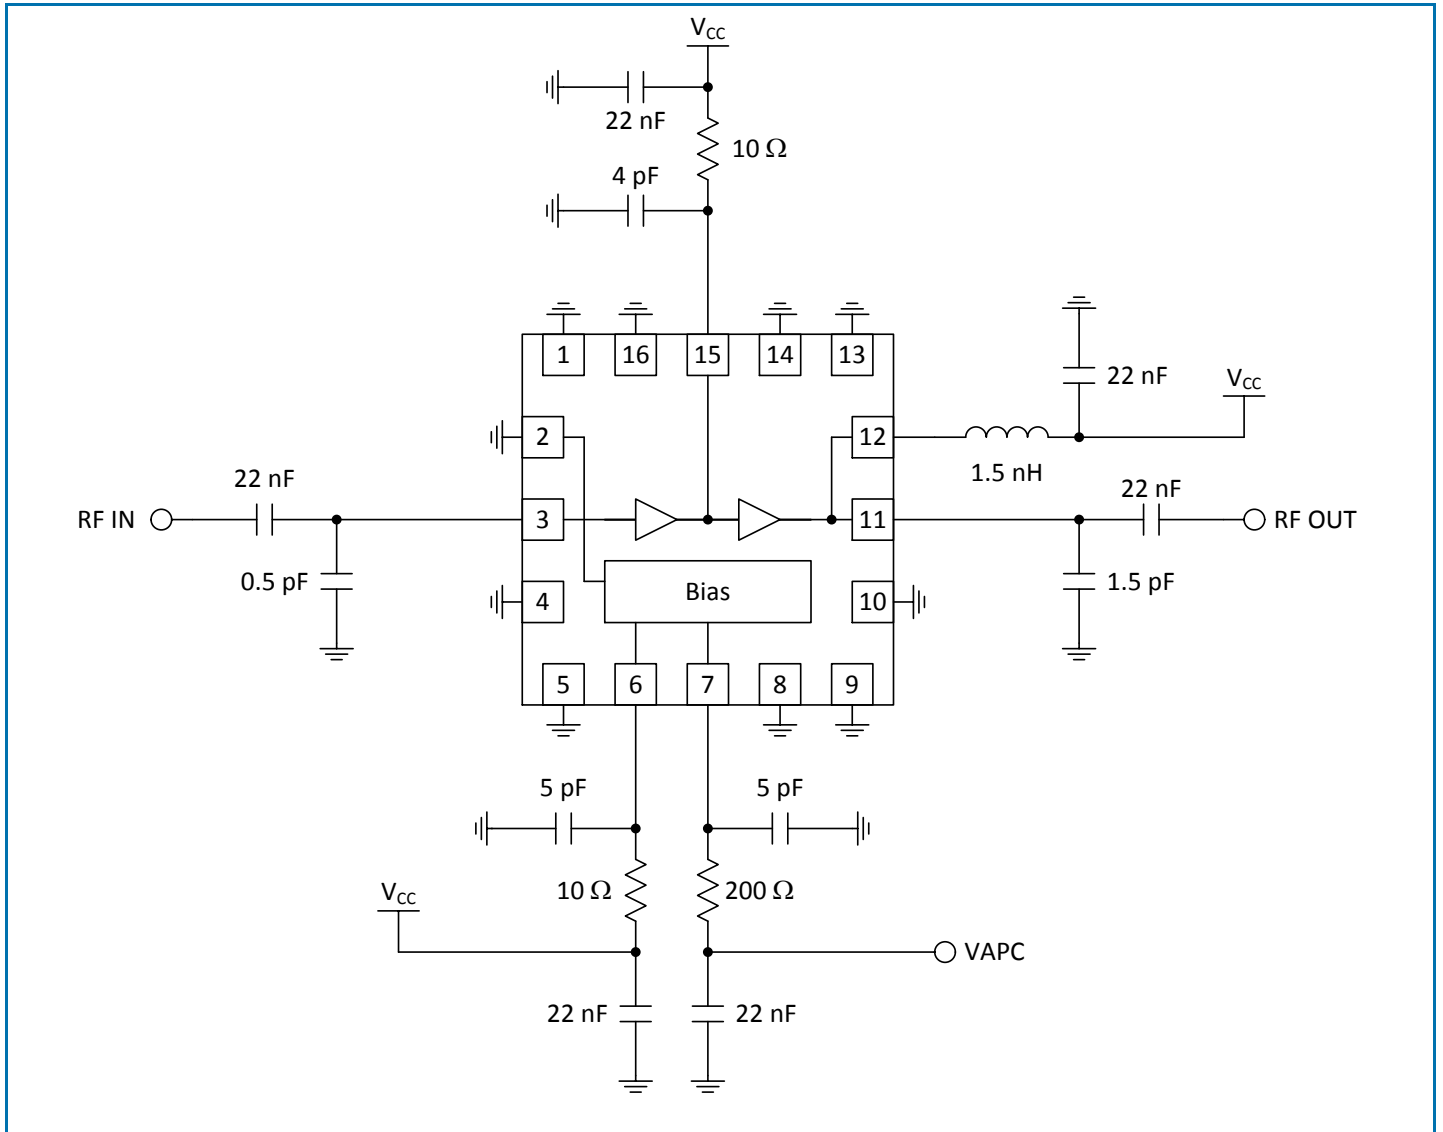 VCC
22 nF
10 Ω
4 pF
1
16
15
14
13
22 nF
VCC
2
12
1.5 nH
22 nF
22 nF
RF IN
3
11
RF OUT
0.5 pF
4
Bias
10
1.5 pF
5
6
7
8
9
5 pF
5 pF
VCC
10 Ω
200 Ω
VAPC
22 nF
22 nF